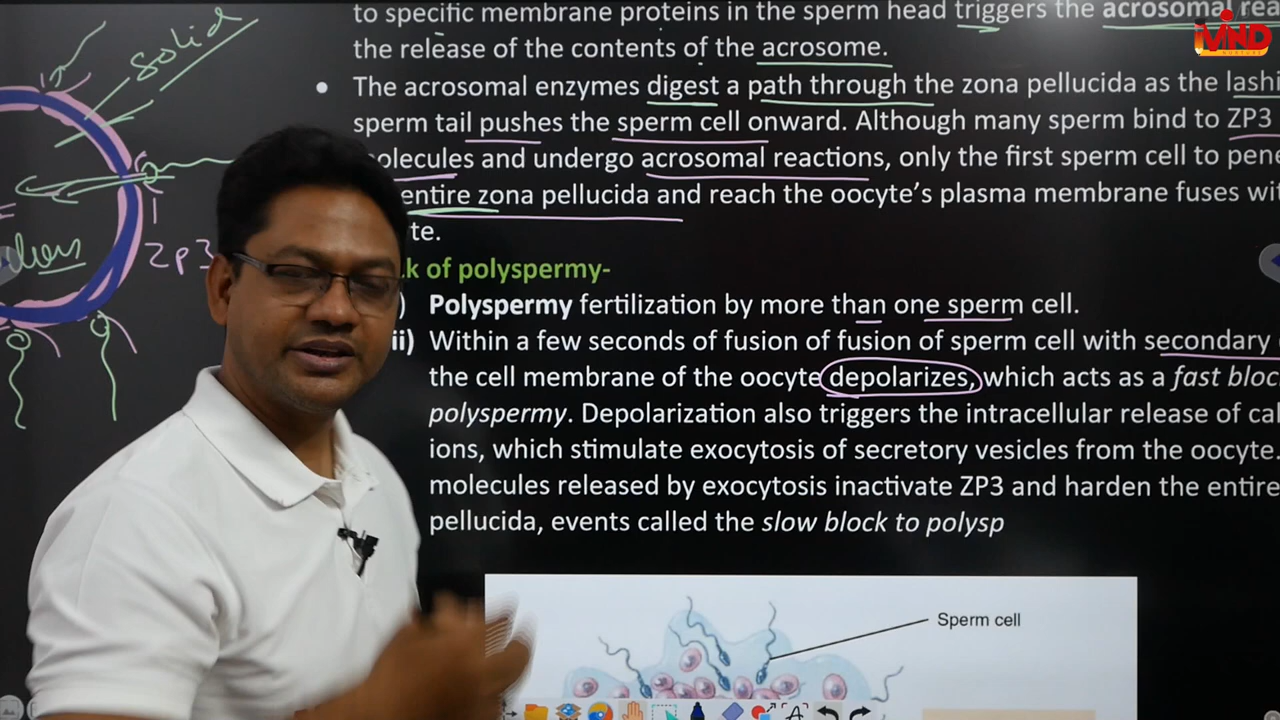 to specific membrane proteins in the sperm head triggers the acrosomal rea
the release of the contents of the acrosome.
• The acrosomal enzymes digest a path through the zona pellucida as the lashi
sperm tail pushes the sperm cell onward. Although many sperm bind to ZP3
olecules and undergo acrosomal reactions, only the first sperm cell to pene
entire zona pellucida and reach the oocyte's plasma membrane fuses wi
te.
k of polyspermy-
) Polyspermy fertilization by more than one sperm cell.
ii) Within a few seconds of fusion of fusion of sperm cell with secondary
the cell membrane of the oocyte depolarizes, which acts as a fast bloc
polyspermy. Depolarization also triggers the intracellular release of cal
ions, which stimulate exocytosis of secretory vesicles from the oocyte.
molecules released by exocytosis inactivate ZP3 and harden the entire
pellucida, events called the slow block to polysp
Sperm cell
solid
ZP3
MIND